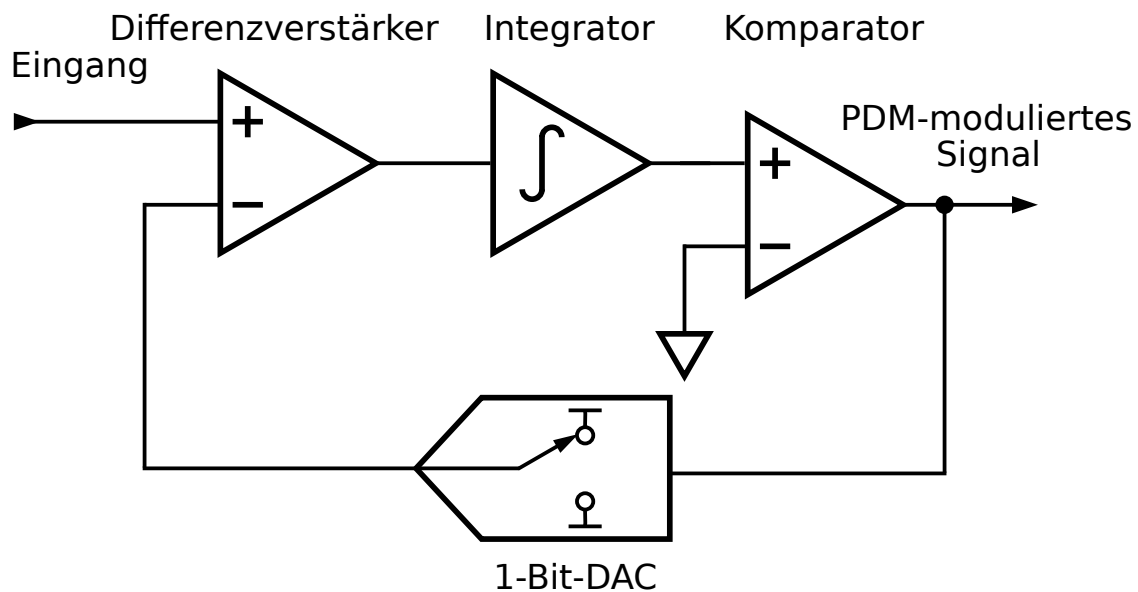 Differenzverstärker Integrator Komparator
Eingang
PDM-moduliertes
Signal
+
−
∫
+
−
1-Bit-DAC